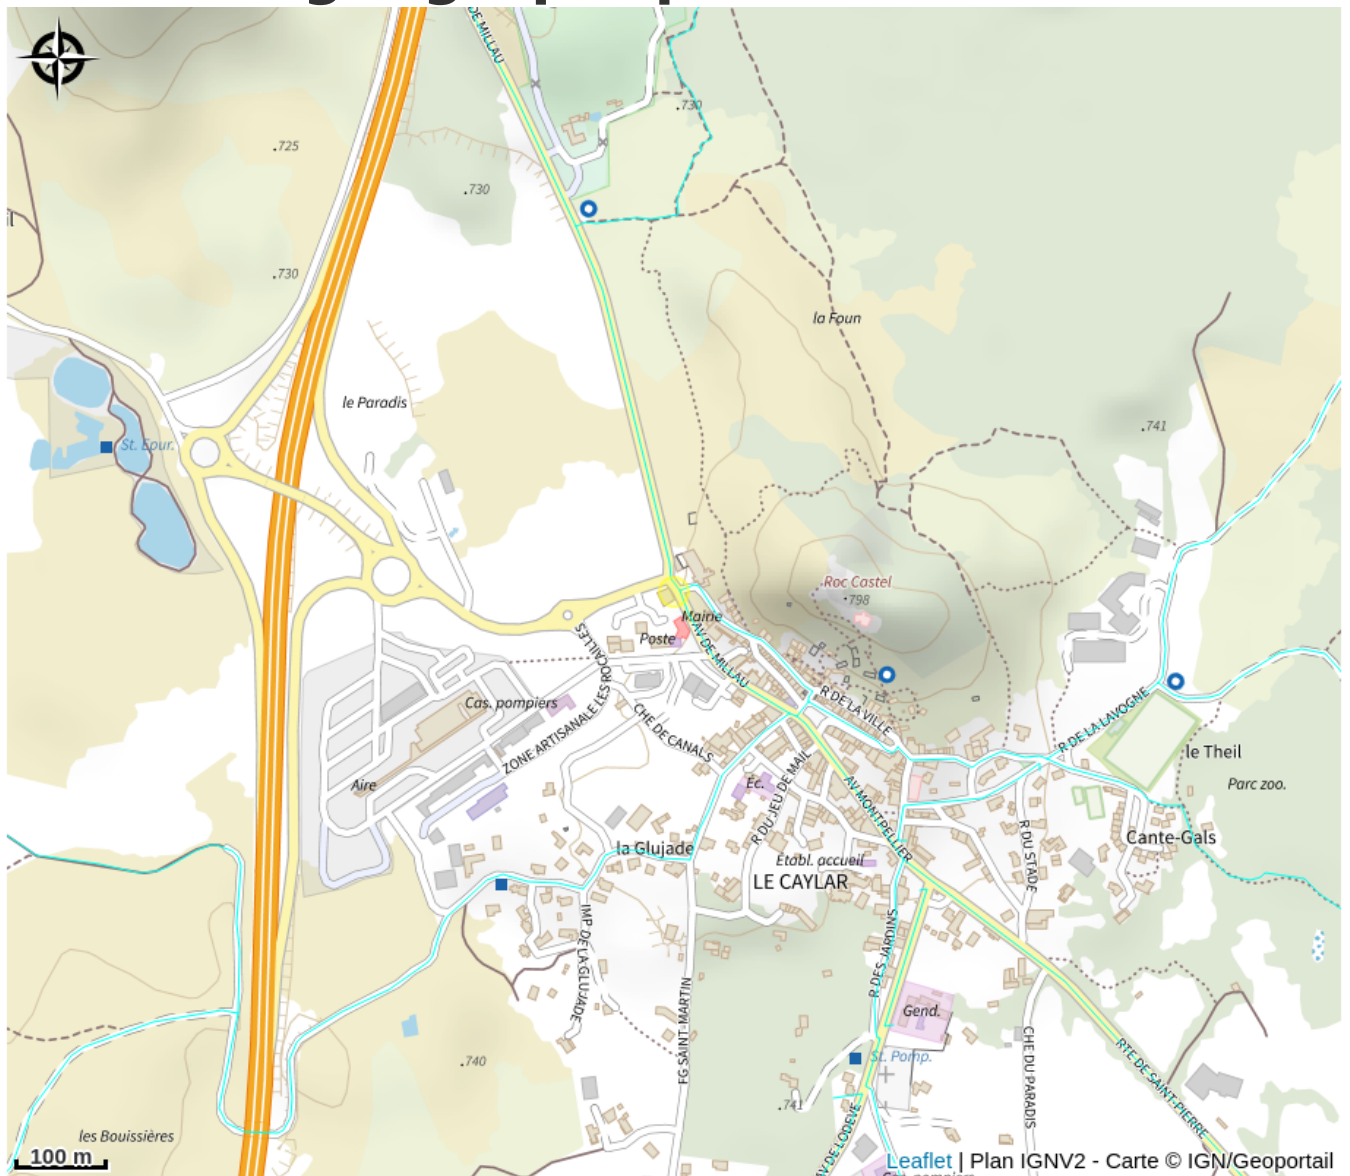 DE MILLAU
.730
.725
.730
.730
la Foun
le Paradis
.741
St. Epur.
Roc Castel
.798
Mairie
Poste
AV DE MILLAU
ZONE ARTISANALE LES ROCAILLES
R DE LA VILLE
Cas. pompiers
CHE DE CANALS
R DE LA LAVOGNE
le Theil
Aire
Éc.
Parc zoo.
R DU JEU DE MAIL
AV MONTPELLIER
la Glujade
R DU STADE
Cante-Gals
Établ. accueil
LE CAYLAR
IMP DE LA GLUJADE
R DES JARDINS
FG SAINT-MARTIN
Gend.
St. Pomp.
CHE DU PARADIS
RTE DE SAINT-PIERRE
.740
.741
AV DE LODEVE
les Bouissières
100 m
Leaflet | Plan IGNV2 - Carte © IGN/Geoportail